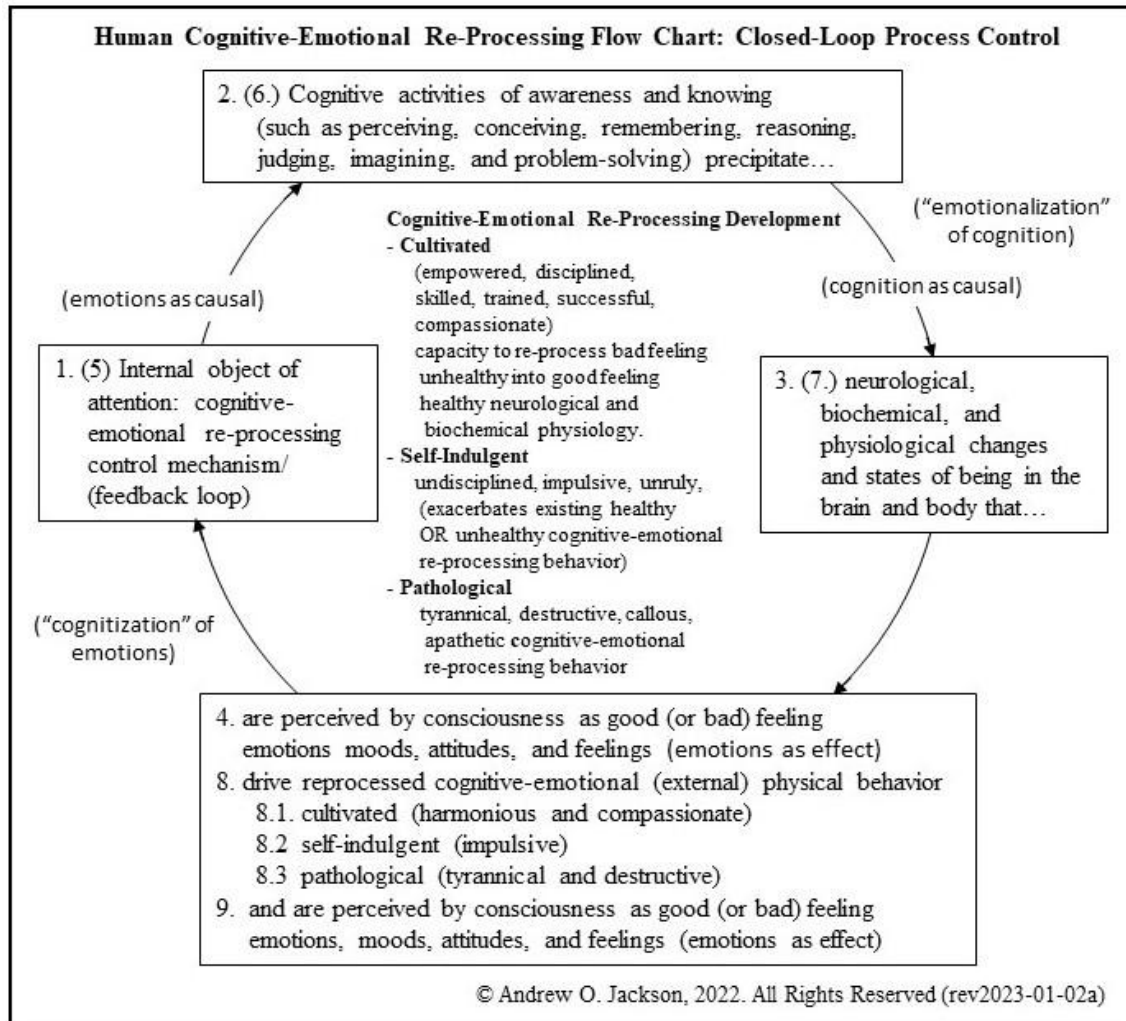 Human Cognitive-Emotional Re-Processing Flow Chart: Closed-Loop Process Control
2. (6.) Cognitive activities of awareness and knowing
(such as perceiving, conceiving, remembering, reasoning,
judging, imagining, and problem-solving) precipitate…
("emotionalization"
of cognition)
(cognition as causal)
(emotions as causal)
Cognitive-Emotional Re-Processing Development
- Cultivated
(empowered, disciplined,
skilled, trained, successful,
compassionate)
capacity to re-process bad feeling
unhealthy into good feeling
healthy neurological and
biochemical physiology.
- Self-Indulgent
undisciplined, impulsive, unruly,
(exacerbates existing healthy
OR unhealthy cognitive-emotional
re-processing behavior)
- Pathological
tyrannical, destructive, callous,
apathetic cognitive-emotional
re-processing behavior
1. (5) Internal object of
attention: cognitive-
emotional re-processing
control mechanism/
(feedback loop)
3. (7.) neurological,
biochemical, and
physiological changes
and states of being in the
brain and body that…
("cognitization" of
emotions)
4. are perceived by consciousness as good (or bad) feeling
emotions moods, attitudes, and feelings (emotions as effect)
8. drive reprocessed cognitive-emotional (external) physical behavior
8.1. cultivated (harmonious and compassionate)
8.2 self-indulgent (impulsive)
8.3 pathological (tyrannical and destructive)
9. and are perceived by consciousness as good (or bad) feeling
emotions, moods, attitudes, and feelings (emotions as effect)
© Andrew O. Jackson, 2022. All Rights Reserved (rev2023-01-02a)